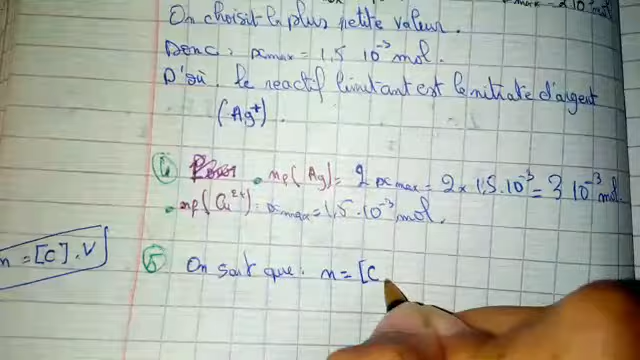 On choisit la plus petite valeur.
Donc : xmax = 1,5 10⁻³ mol.
D'où, le reactif limitant est le nitrate d'argent
(Ag⁺).
④ • nf(Ag) = 2 xmax = 2 × 1,5 . 10⁻³ = 3 10⁻³ mol.
• nf(Cu²⁺) = xmax = 1,5 . 10⁻³ mol.
n = [C] . V
⑤ On sait que : n = [C